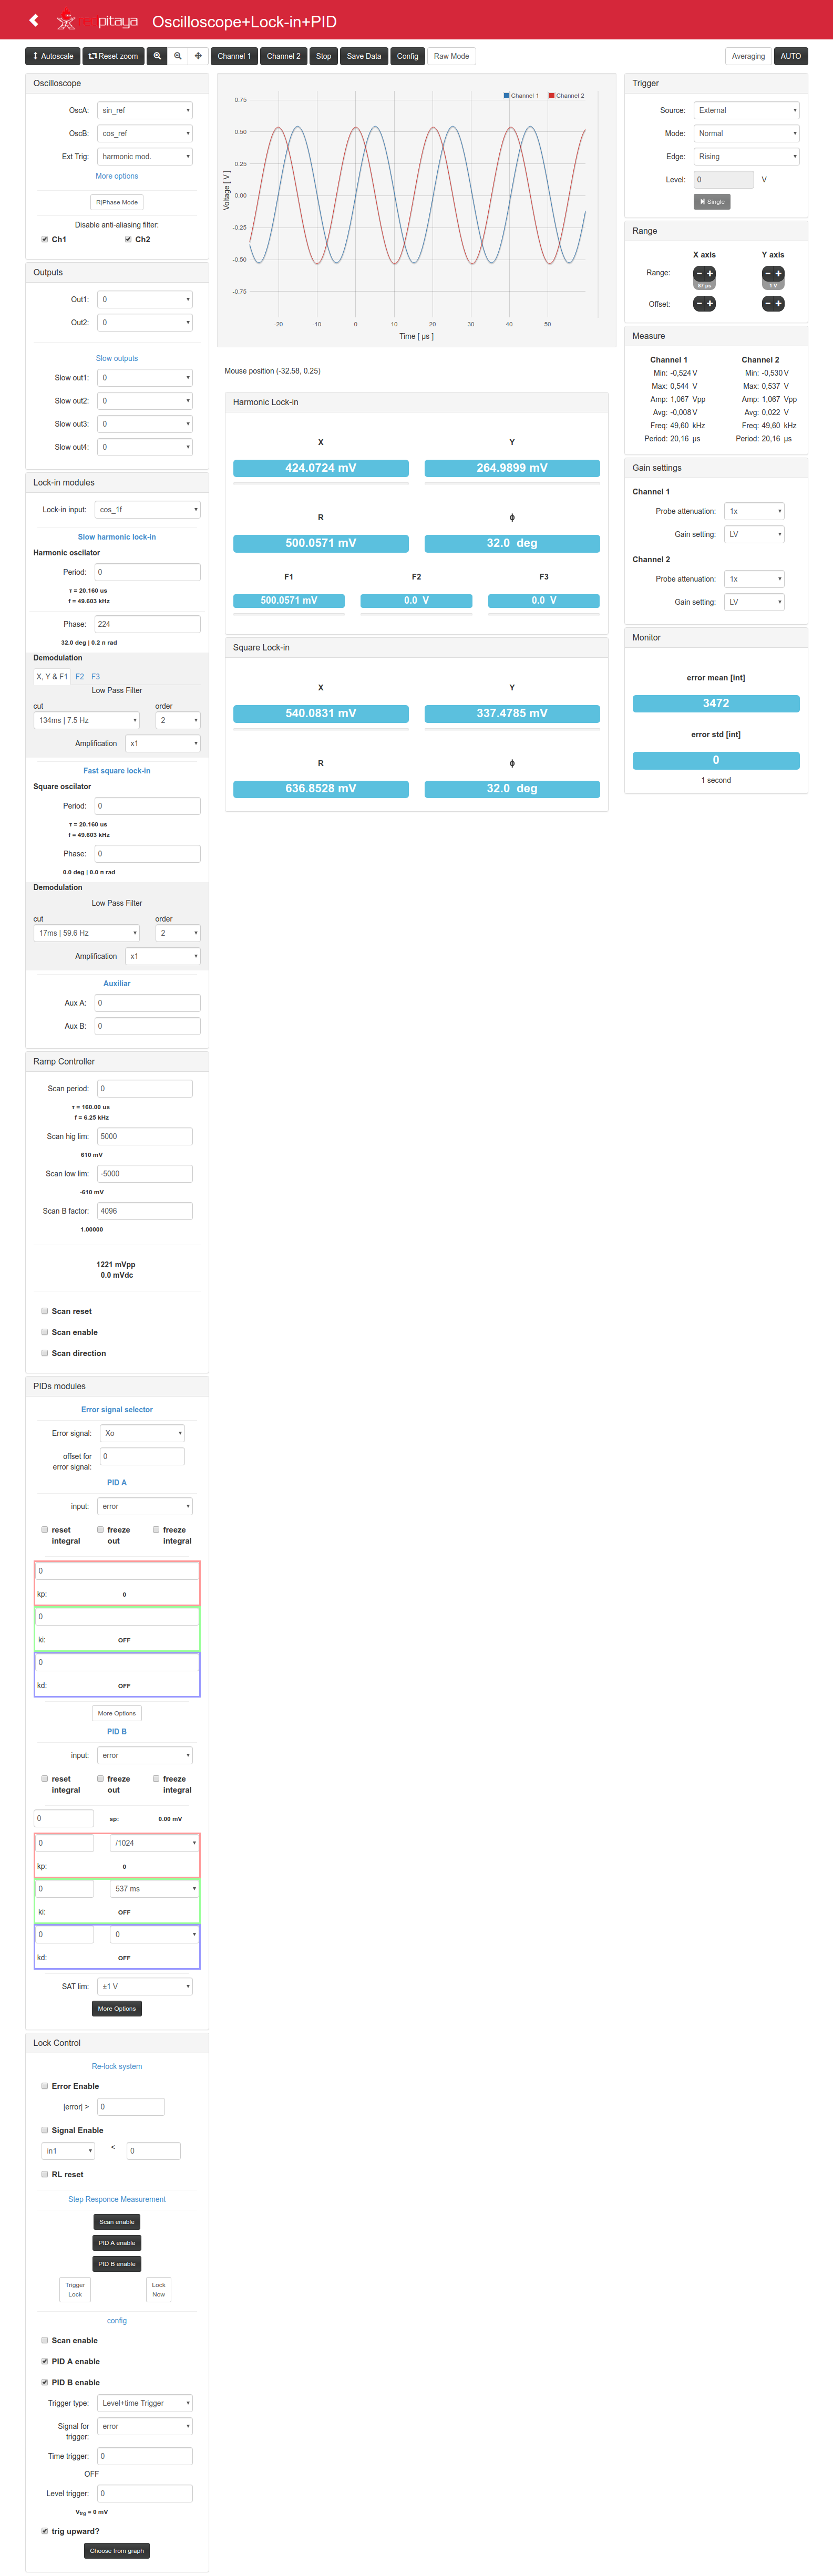 pitaya
Oscilloscope+Lock-in+PID
Autoscale
Reset zoom
Channel 1
Channel 2
Stop
Save Data
Config
Raw Mode
Averaging
AUTO
Oscilloscope
OscA: sin_ref
OscB: cos_ref
Ext Trig: harmonic mod.
More options
R|Phase Mode
Disable anti-aliasing filter:
Ch1 Ch2
Outputs
Out1: 0
Out2: 0
Slow outputs
Slow out1: 0
Slow out2: 0
Slow out3: 0
Slow out4: 0
Lock-in modules
Lock-in input: cos_1f
Slow harmonic lock-in
Harmonic oscilator
Period: 0
τ = 20.160 us
f = 49.603 kHz
Phase: 224
32.0 deg | 0.2 π rad
Demodulation
X, Y & F1 F2 F3
Low Pass Filter
cut order
134ms | 7.5 Hz 2
Amplification x1
Fast square lock-in
Square oscilator
Period: 0
τ = 20.160 us
f = 49.603 kHz
Phase: 0
0.0 deg | 0.0 π rad
Demodulation
Low Pass Filter
cut order
17ms | 59.6 Hz 2
Amplification x1
Auxiliar
Aux A: 0
Aux B: 0
Ramp Controller
Scan period: 0
τ = 160.00 us
f = 6.25 kHz
Scan hig lim: 5000
610 mV
Scan low lim: -5000
-610 mV
Scan B factor: 4096
1.00000
1221 mVpp
0.0 mVdc
Scan reset
Scan enable
Scan direction
PIDs modules
Error signal selector
Error signal: Xo
offset for 0
error signal:
PID A
input: error
reset freeze freeze
integral out integral
0
kp: 0
0
ki: OFF
0
kd: OFF
More Options
PID B
input: error
reset freeze freeze
integral out integral
0 sp: 0.00 mV
0 /1024
kp: 0
0 537 ms
ki: OFF
0 0
kd: OFF
SAT lim: ±1 V
More Options
Lock Control
Re-lock system
Error Enable
|error| > 0
Signal Enable
in1 < 0
RL reset
Step Responce Measurement
Scan enable
PID A enable
PID B enable
Trigger Lock
Lock Now
config
Scan enable
PID A enable
PID B enable
Trigger type: Level+time Trigger
Signal for error
trigger:
Time trigger: 0
OFF
Level trigger: 0
Vtrg = 0 mV
trig upward?
Choose from graph
Channel 1 Channel 2
Voltage [ V ]
0.75
0.50
0.25
0.00
-0.25
-0.50
-0.75
-20 -10 0 10 20 30 40 50
Time [ μs ]
Mouse position (-32.58, 0.25)
Harmonic Lock-in
X Y
424.0724 mV 264.9899 mV
R ϕ
500.0571 mV 32.0 deg
F1 F2 F3
500.0571 mV 0.0 V 0.0 V
Square Lock-in
X Y
540.0831 mV 337.4785 mV
R ϕ
636.8528 mV 32.0 deg
Trigger
Source: External
Mode: Normal
Edge: Rising
Level: 0 V
Single
Range
X axis Y axis
Range: 87 μs 1 V
Offset:
Measure
Channel 1 Channel 2
Min: -0,524 V Min: -0,530 V
Max: 0,544 V Max: 0,537 V
Amp: 1,067 Vpp Amp: 1,067 Vpp
Avg: -0,008 V Avg: 0,022 V
Freq: 49,60 kHz Freq: 49,60 kHz
Period: 20,16 μs Period: 20,16 μs
Gain settings
Channel 1
Probe attenuation: 1x
Gain setting: LV
Channel 2
Probe attenuation: 1x
Gain setting: LV
Monitor
error mean [int]
3472
error std [int]
0
1 second